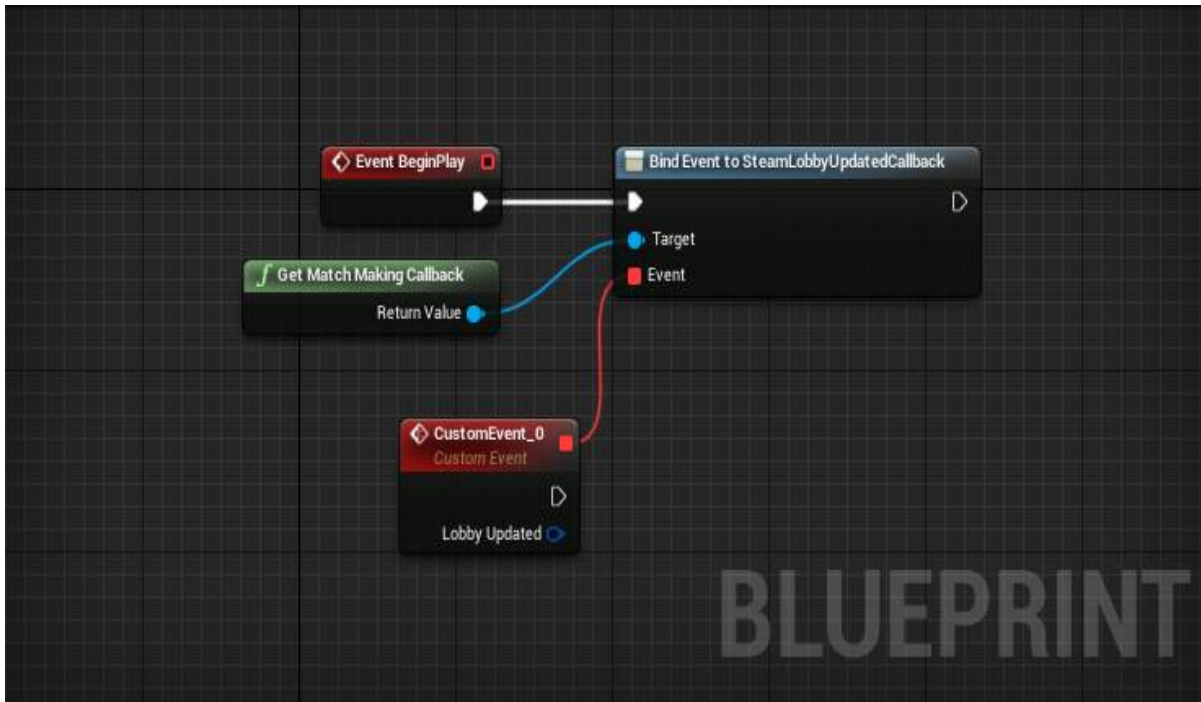 Event BeginPlay
Bind Event to SteamLobbyUpdatedCallback
Target
Event
Get Match Making Callback
Return Value
CustomEvent_0
Custom Event
Lobby Updated
BLUEPRINT